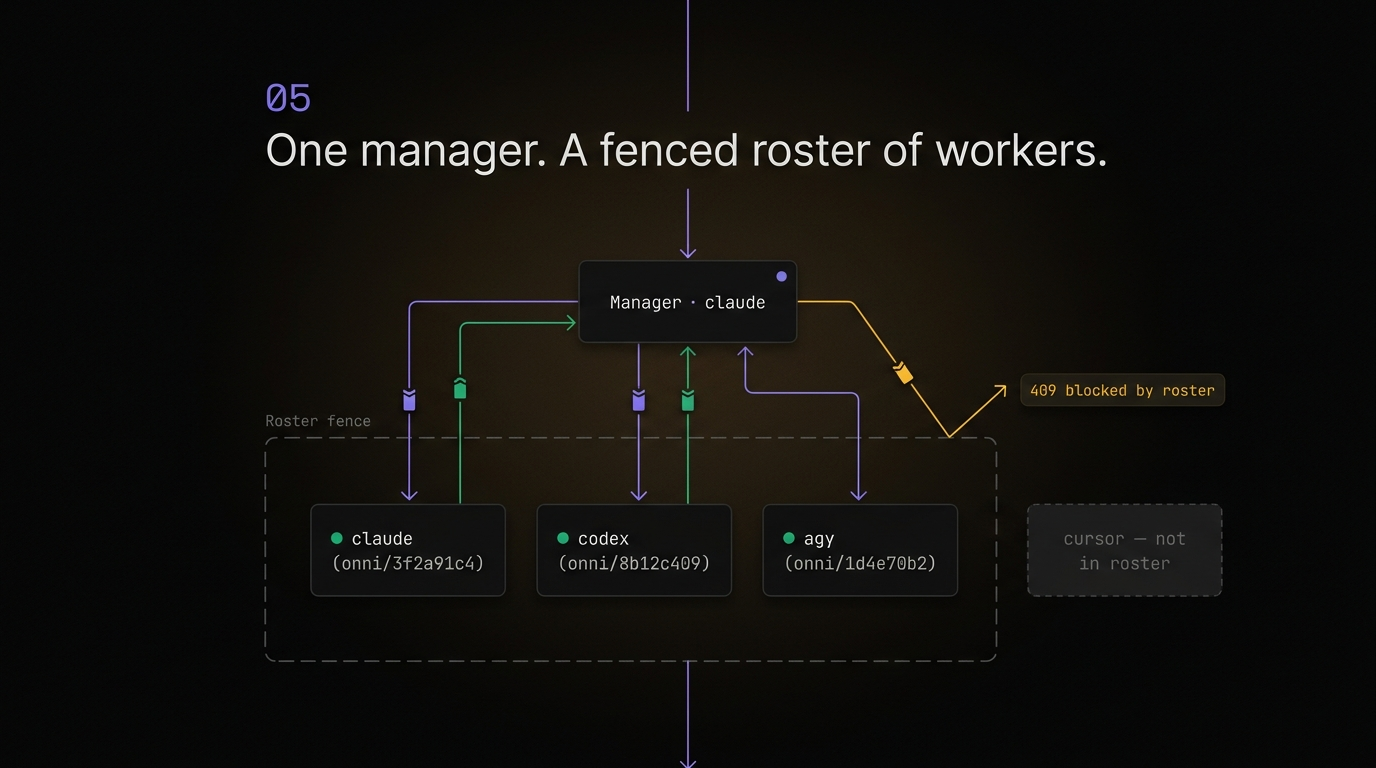 05
One manager. A fenced roster of workers.
Manager · claude
409 blocked by roster
Roster fence
claude
(onni/3f2a91c4)
codex
(onni/8b12c409)
agy
(onni/1d4e70b2)
cursor — not
in roster